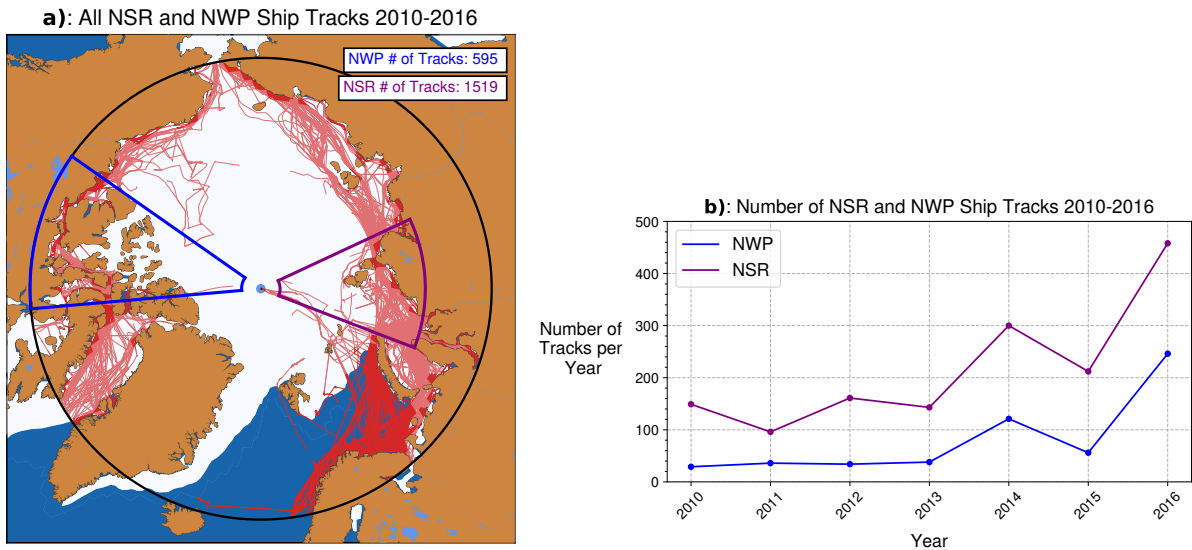 a): All NSR and NWP Ship Tracks 2010-2016
NWP # of Tracks: 595
NSR # of Tracks: 1519
b): Number of NSR and NWP Ship Tracks 2010-2016
NWP
NSR
Number of
Tracks per
Year
500
400
300
200
100
0
2010 2011 2012 2013 2014 2015 2016
Year